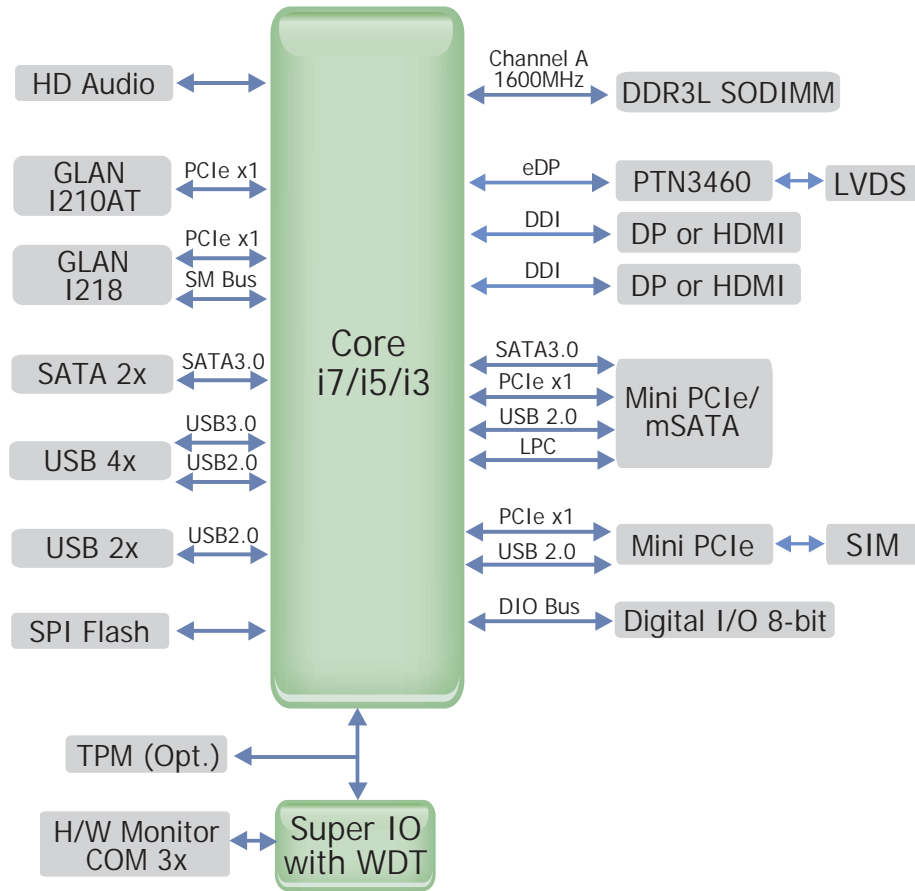 HD Audio
GLAN
I210AT
PCIe x1
GLAN
I218
PCIe x1
SM Bus
SATA 2x
SATA3.0
USB 4x
USB3.0
USB2.0
USB 2x
USB2.0
SPI Flash
Core
i7/i5/i3
Channel A
1600MHz
DDR3L SODIMM
eDP
PTN3460
LVDS
DDI
DP or HDMI
DDI
DP or HDMI
SATA3.0
PCIe x1
USB 2.0
LPC
Mini PCIe/
mSATA
PCIe x1
USB 2.0
Mini PCIe
SIM
DIO Bus
Digital I/O 8-bit
TPM (Opt.)
H/W Monitor
COM 3x
Super IO
with WDT